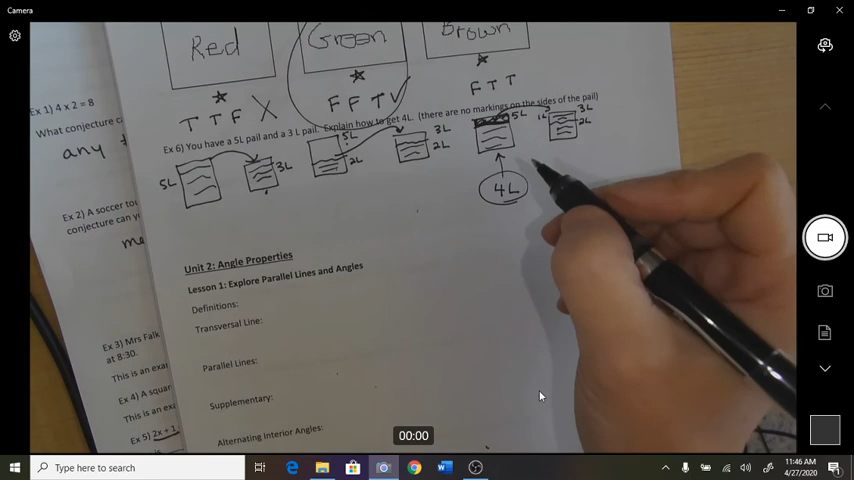 Camera
Red
Green
Brown
T T F X
F F T ✓
F T T
Ex 1) 4 x 2 = 8
What conjecture
any
Ex 6) You have a 5L pail and a 3 L pail. Explain how to get 4L. (there are no markings on the sides of the pail)
5L
3L
5L
2L
3L
2L
5L
1L
3L
2L
4L
Ex 2) A soccer
conjecture can
Unit 2: Angle Properties
Lesson 1: Explore Parallel Lines and Angles
Definitions:
Transversal Line:
Parallel Lines:
Supplementary:
Alternating Interior Angles:
Ex 3) Mrs Falk
at 8:30.
This is an exa
Ex 4) A squar
This is an exa
Ex 5) 2x + 1
00:00
Type here to search
11:46 AM
4/27/2020